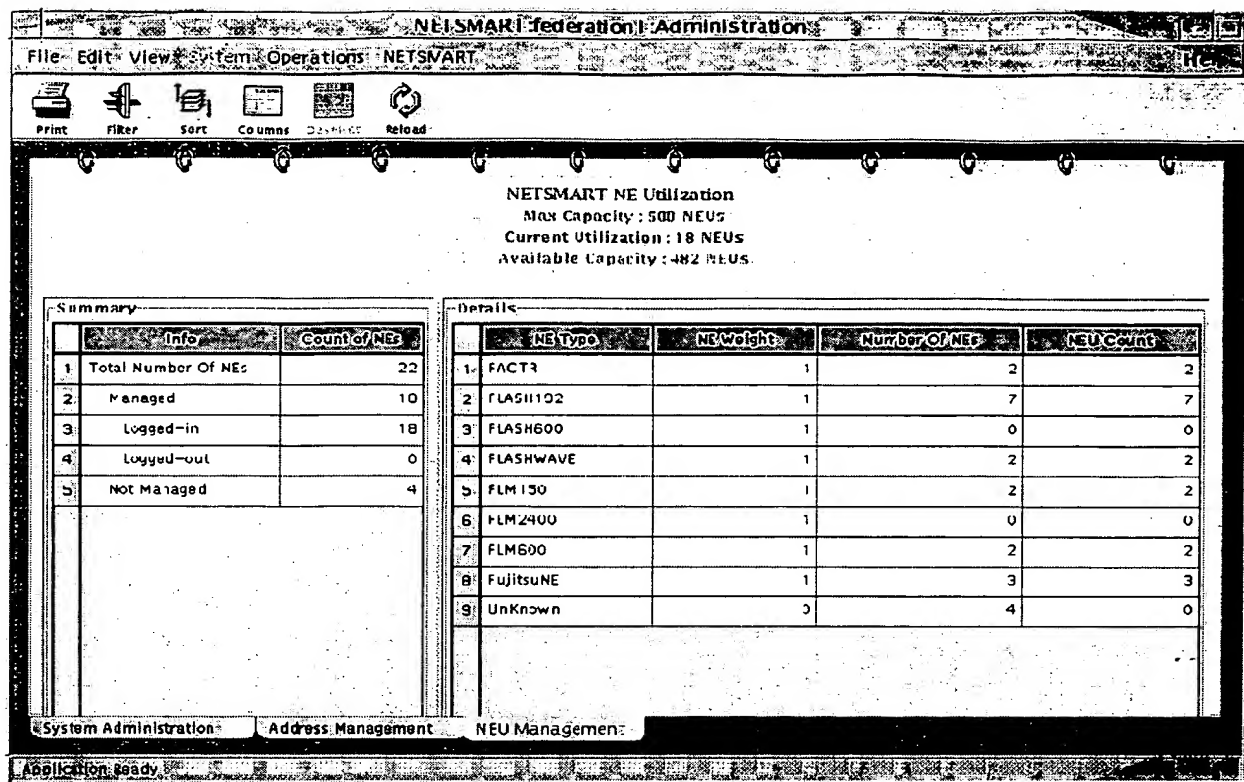 NETSMART federation1 Administration
File Edit View System Operations NETSMART
Print Filter Sort Columns Reload
NETSMART NE Utilization
Max Capacity : 500 NEUs
Current Utilization : 18 NEUs
Available Capacity : 482 NEUs
Summary
Info Count of NEs
1 Total Number Of NEs 22
2 Managed 10
3 Logged-in 18
4 Logged-out 0
5 Not Managed 4
Details
NE Type NE Weight Number Of NEs NEU Count
1 FACTR 1 2 2
2 FLASH192 1 7 7
3 FLASH600 1 0 0
4 FLASHWAVE 1 2 2
5 FLM150 1 2 2
6 FLM2400 1 0 0
7 FLM600 1 2 2
8 FujitsuNE 1 3 3
9 UnKnown 0 4 0
System Administration Address Management NEU Management
Application Ready